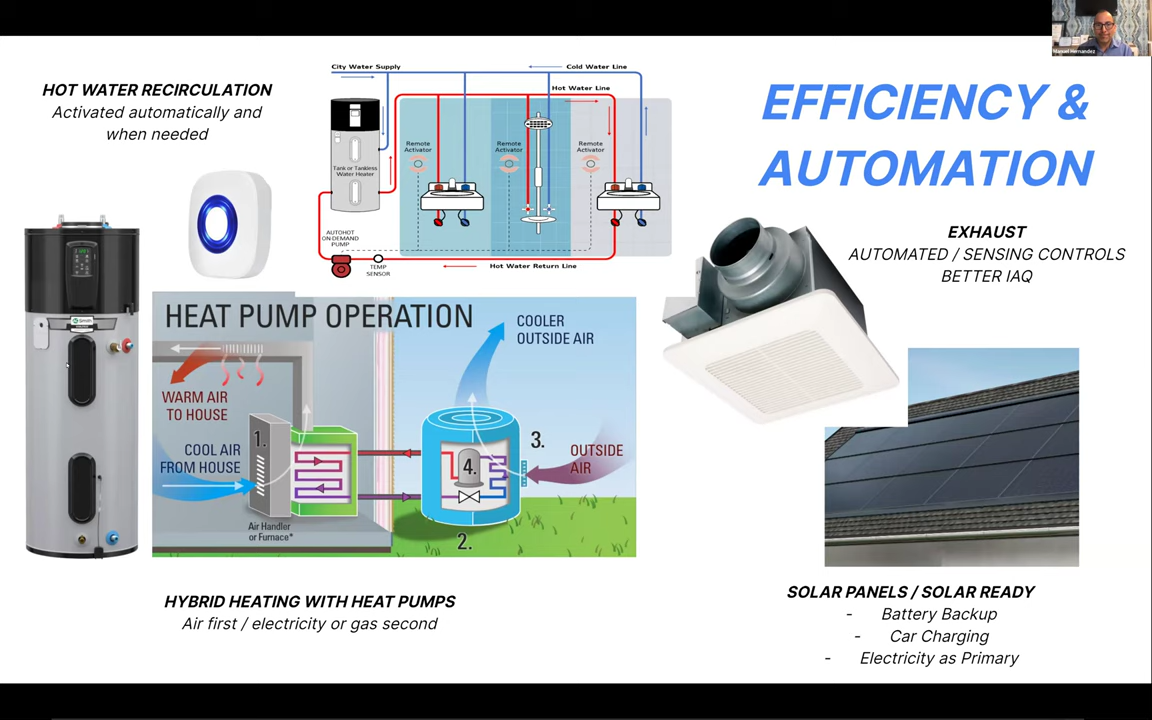 Manuel Hernandez
EFFICIENCY &
AUTOMATION
HOT WATER RECIRCULATION
Activated automatically and
when needed
City Water Supply
Cold Water Line
Hot Water Line
Remote
Activator
Remote
Activator
Remote
Activator
Tank or Tankless
Water Heater
AUTOHOT
ON DEMAND
PUMP
TEMP
SENSOR
Hot Water Return Line
EXHAUST
AUTOMATED / SENSING CONTROLS
BETTER IAQ
HEAT PUMP OPERATION
COOLER
OUTSIDE AIR
WARM AIR
TO HOUSE
COOL AIR
FROM HOUSE
1.
3.
4.
OUTSIDE
AIR
Air Handler
or Furnace*
2.
HYBRID HEATING WITH HEAT PUMPS
Air first / electricity or gas second
SOLAR PANELS / SOLAR READY
- Battery Backup
- Car Charging
- Electricity as Primary